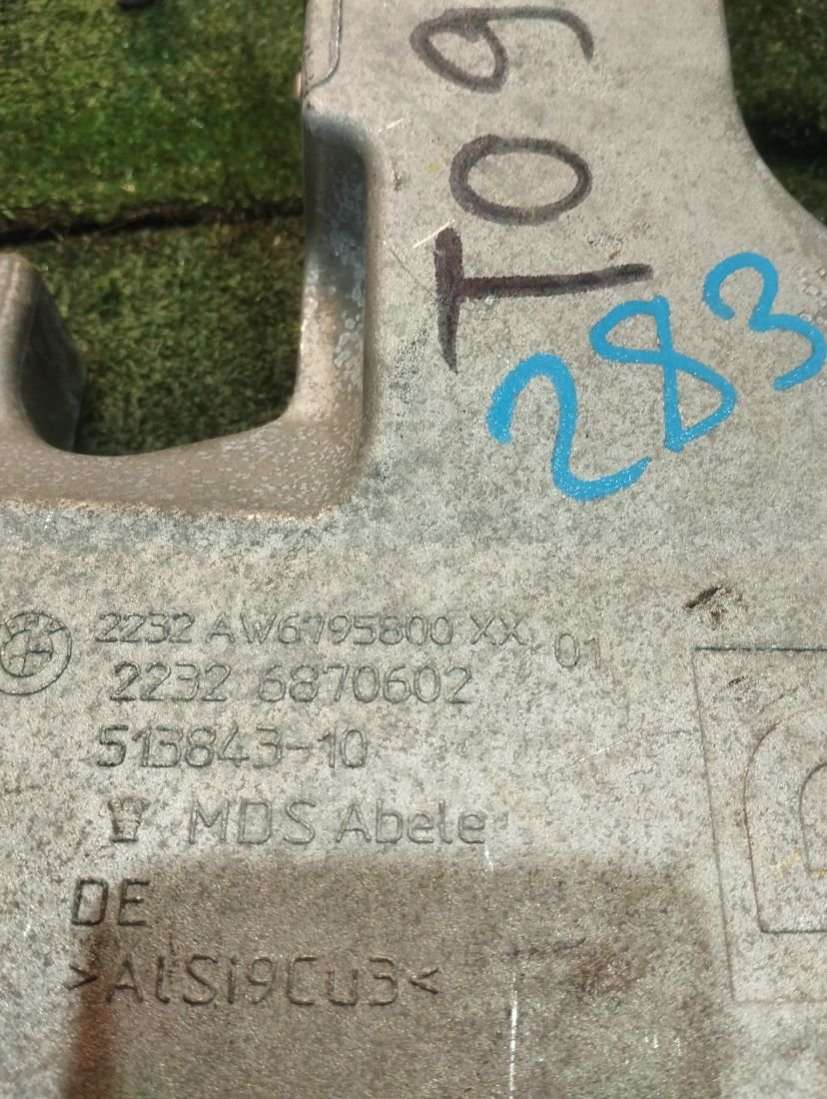 T09
283
2232 AW6795800 XX 01
2232 6870602
513843-10
MDS Abele
DE
>AlSi9Cu3<